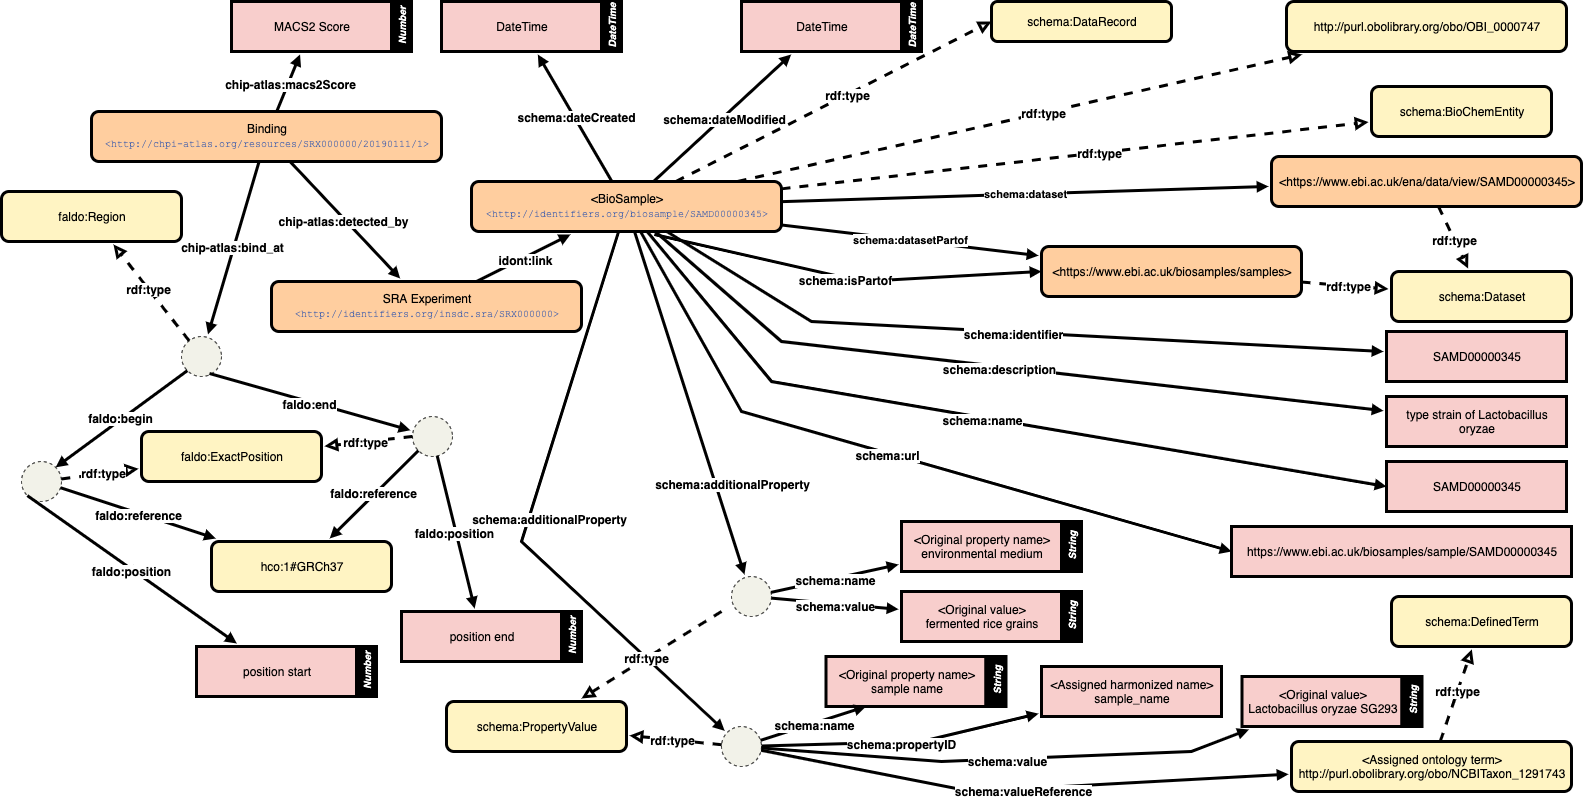 MACS2 Score
Number
DateTime
DateTime
DateTime
DateTime
schema:DataRecord
http://purl.obolibrary.org/obo/OBI_0000747
chip-atlas:macs2Score
rdf:type
schema:dateCreated
schema:dateModified
rdf:type
schema:BioChemEntity
Binding
<http://chpi-atlas.org/resources/SRX000000/20190111/1>
rdf:type
<BioSample>
<http://identifiers.org/biosample/SAMD00000345>
schema:dataset
<https://www.ebi.ac.uk/ena/data/view/SAMD00000345>
faldo:Region
chip-atlas:detected_by
chip-atlas:bind_at
schema:datasetPartof
rdf:type
idont:link
schema:isPartof
<https://www.ebi.ac.uk/biosamples/samples>
rdf:type
rdf:type
schema:Dataset
SRA Experiment
<http://identifiers.org/insdc.sra/SRX000000>
schema:identifier
SAMD00000345
schema:description
type strain of Lactobacillus
oryzae
faldo:begin
faldo:end
schema:name
faldo:ExactPosition
rdf:type
rdf:type
schema:url
SAMD00000345
schema:additionalProperty
faldo:reference
faldo:reference
schema:additionalProperty
faldo:position
hco:1#GRCh37
faldo:position
<Original property name>
environmental medium
String
https://www.ebi.ac.uk/biosamples/sample/SAMD00000345
schema:name
schema:value
<Original value>
fermented rice grains
String
position end
Number
schema:DefinedTerm
position start
Number
rdf:type
<Original property name>
sample name
String
<Assigned harmonized name>
sample_name
<Original value>
Lactobacillus oryzae SG293
String
rdf:type
schema:PropertyValue
rdf:type
schema:name
schema:propertyID
schema:value
schema:valueReference
<Assigned ontology term>
http://purl.obolibrary.org/obo/NCBITaxon_1291743